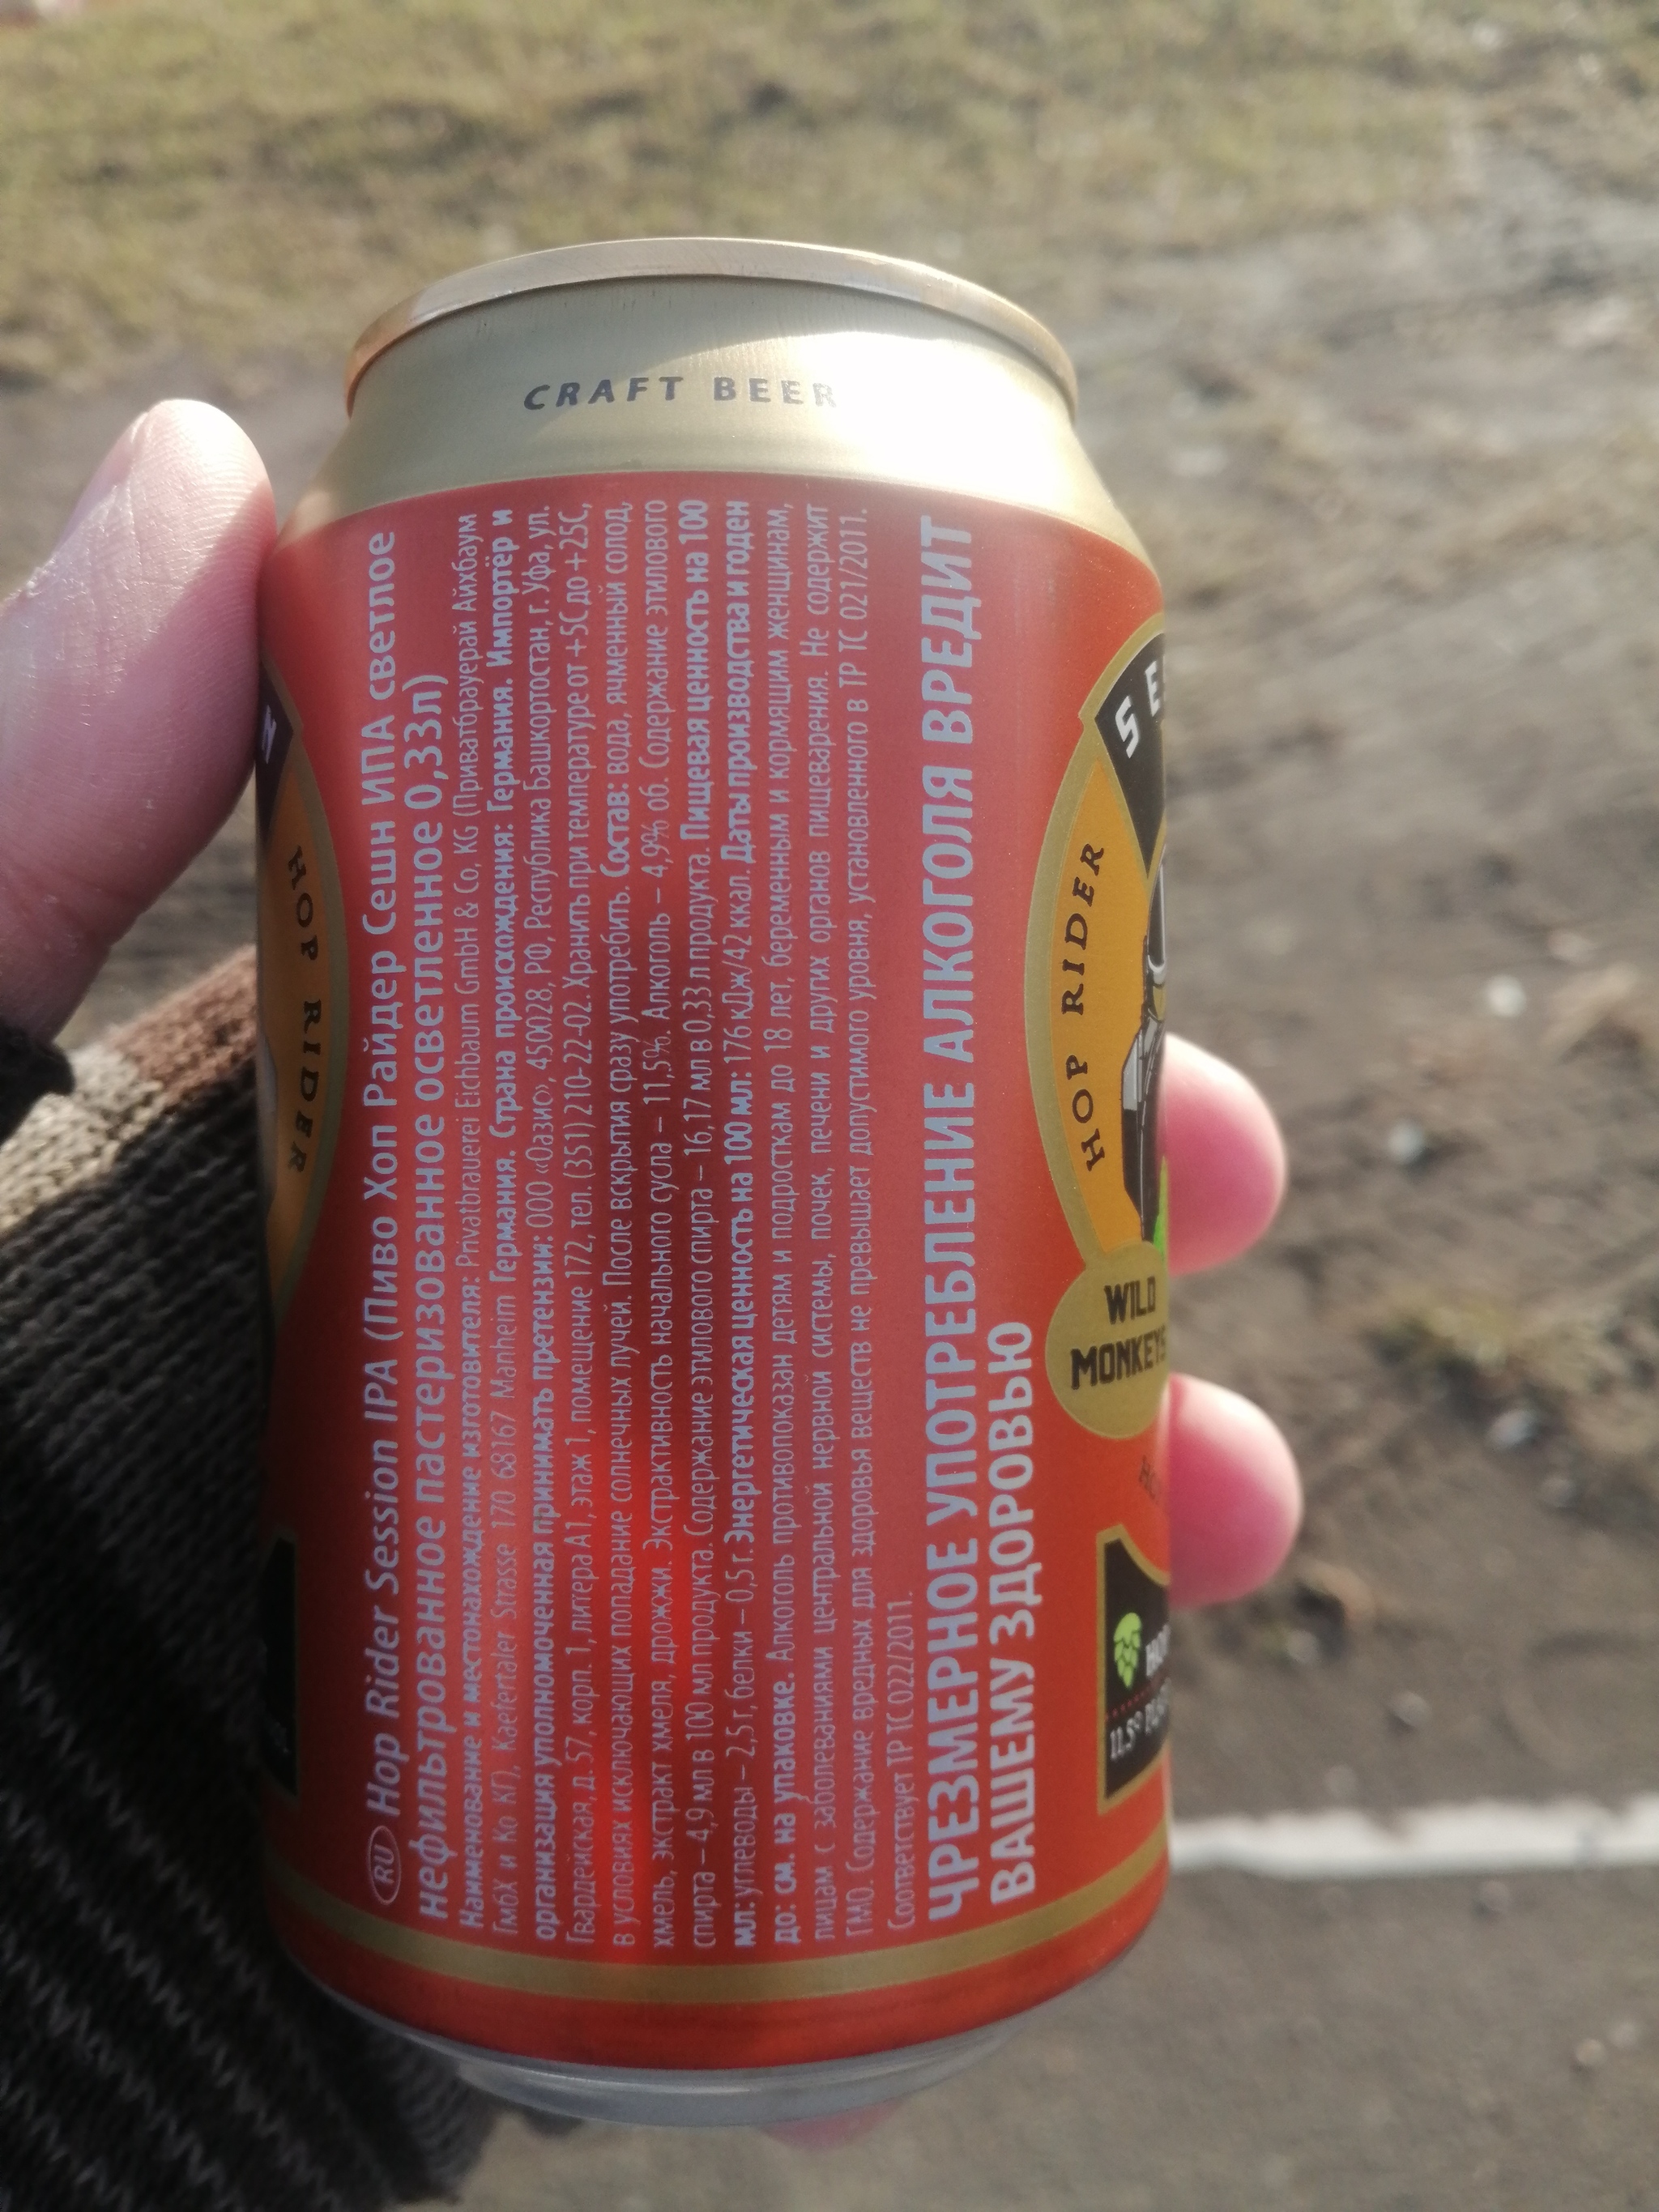 CRAFT BEER
RU Hop Rider Session IPA (Пиво Хоп Райдер Сешн ИПА светлое
нефильтрованное пастеризованное осветленное 0,33л)
Наименование и местонахождение изготовителя: Privatbrauerei Eichbaum GmbH & Co. KG (Приватбрауерай Айхбаум
ГмбХ и Ко КГ), Kaefertaler Strasse 170 68167 Manheim Германия. Страна происхождения: Германия. Импортёр и
организация уполномоченная принимать претензии: ООО «Оазис», 450028, РФ, Республика Башкортостан, г. Уфа, ул.
Гвардейская, д. 57, корп. 1, литера А1, этаж 1, помещение 172, тел. (351) 210-22-02. Хранить при температуре от +5С до +25С,
в условиях исключающих попадание солнечных лучей. После вскрытия сразу употребить. Состав: вода, ячменный солод,
хмель, экстракт хмеля, дрожжи. Экстрактивность начального сусла – 11,5%. Алкоголь – 4,9% об. Содержание этилового
спирта – 4,9 мл в 100 мл продукта. Содержание этилового спирта – 16,17 мл в 0,33 л продукта. Пищевая ценность на 100
мл: углеводы – 2,5 г, белки – 0,5 г. Энергетическая ценность на 100 мл: 176 кДж/42 ккал. Даты производства и годен
до: см. на упаковке. Алкоголь противопоказан детям и подросткам до 18 лет, беременным и кормящим женщинам,
лицам с заболеваниями центральной нервной системы, почек, печени и других органов пищеварения. Не содержит
ГМО. Содержание вредных для здоровья веществ не превышает допустимого уровня, установленного в ТР ТС 021/2011.
Соответствует ТР ТС 022/2011.
ЧРЕЗМЕРНОЕ УПОТРЕБЛЕНИЕ АЛКОГОЛЯ ВРЕДИТ
ВАШЕМУ ЗДОРОВЬЮ
HOP RIDER
HOP RIDER
WILD
MONKEYS
11.5°